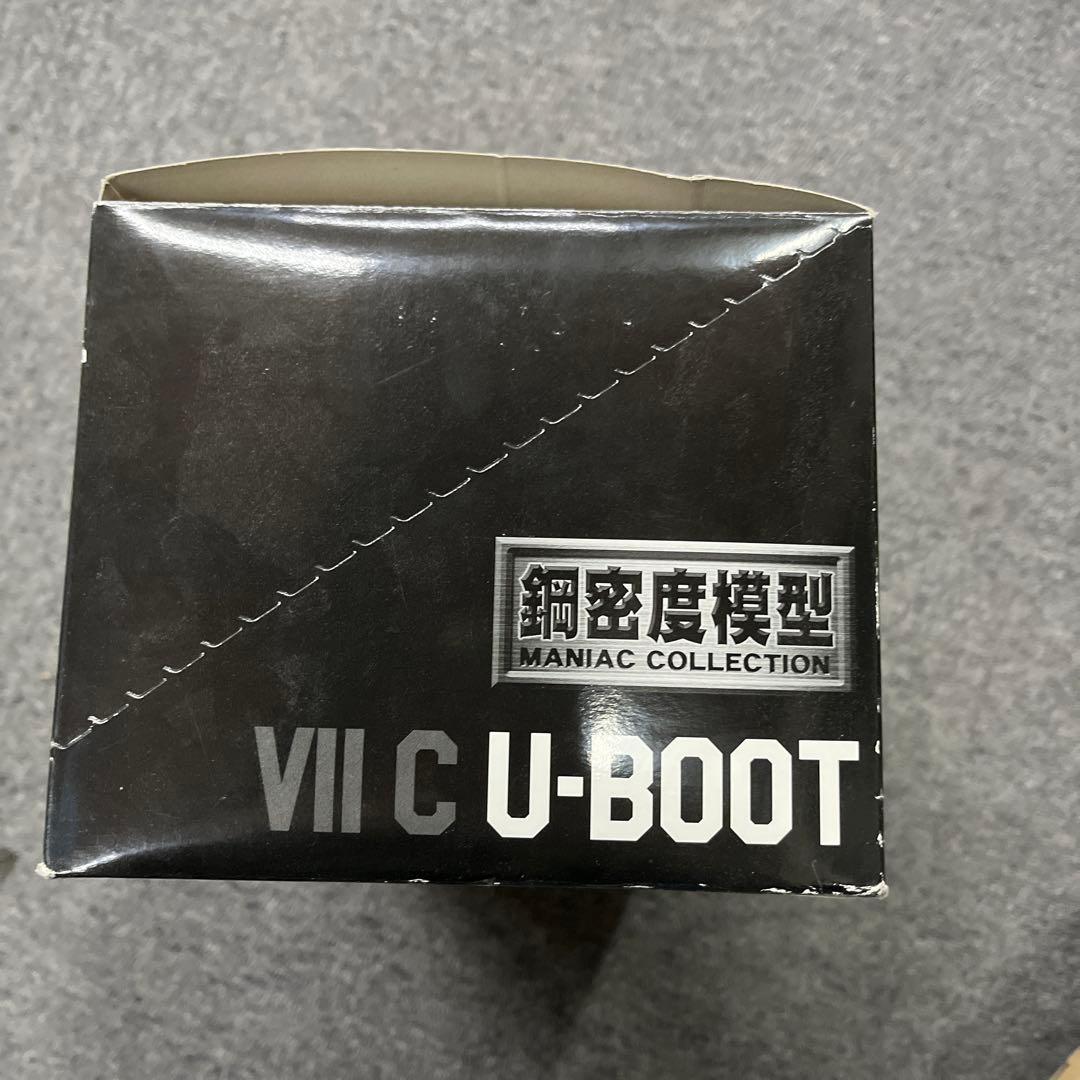 鋼密度模型
MANIAC COLLECTION
VII C U-BOOT